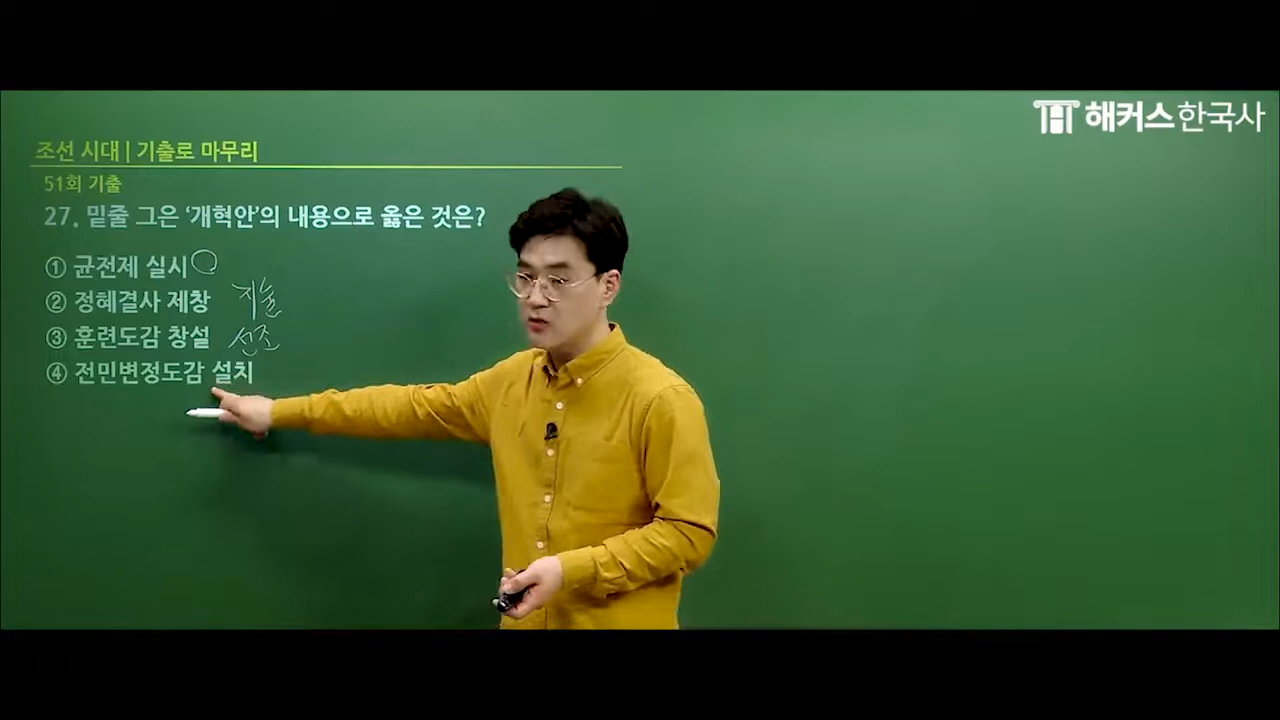 해커스한국사
조선 시대 | 기출로 마무리
51회 기출
27. 밑줄 그은 ‘개혁안’의 내용으로 옳은 것은?
① 균전제 실시
② 정혜결사 제창 지눌
③ 훈련도감 창설 선조
④ 전민변정도감 설치